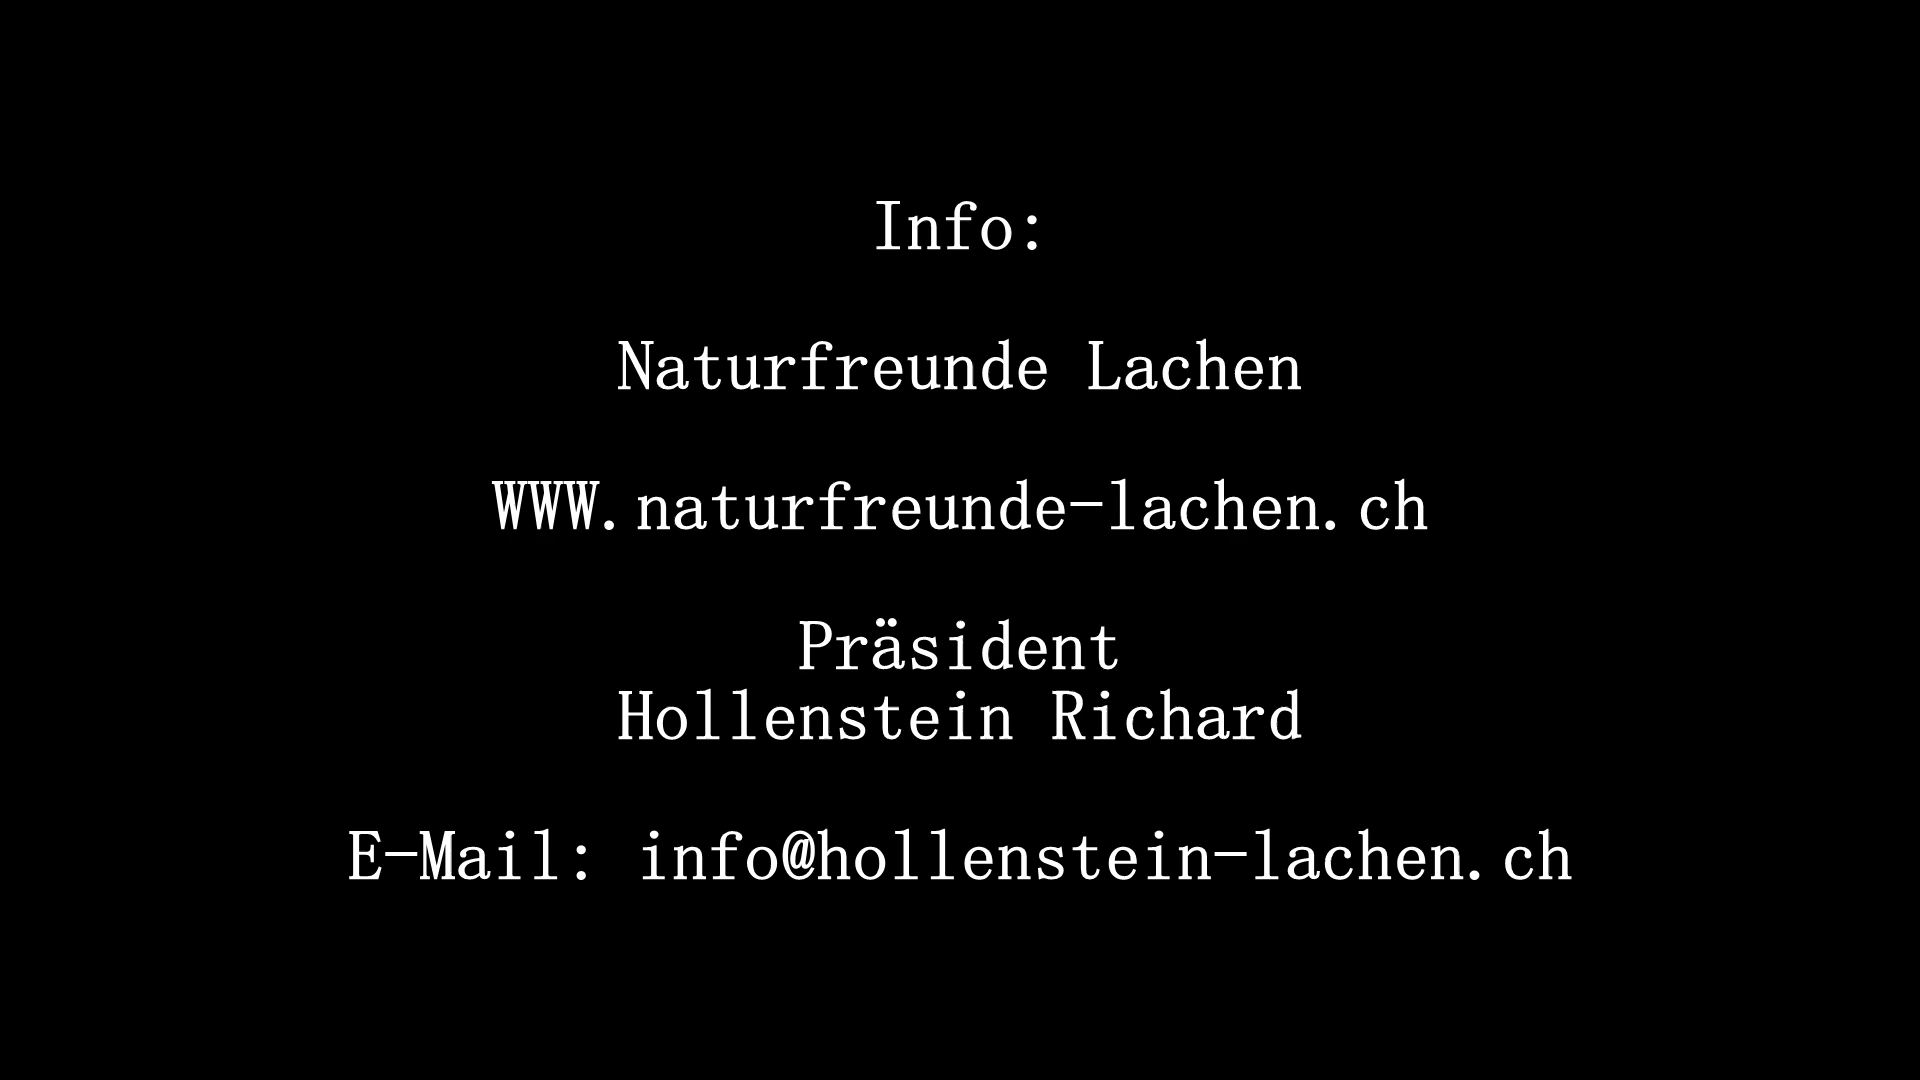 Info:
Naturfreunde Lachen
WWW.naturfreunde-lachen.ch
Präsident
Hollenstein Richard
E-Mail: info@hollenstein-lachen.ch